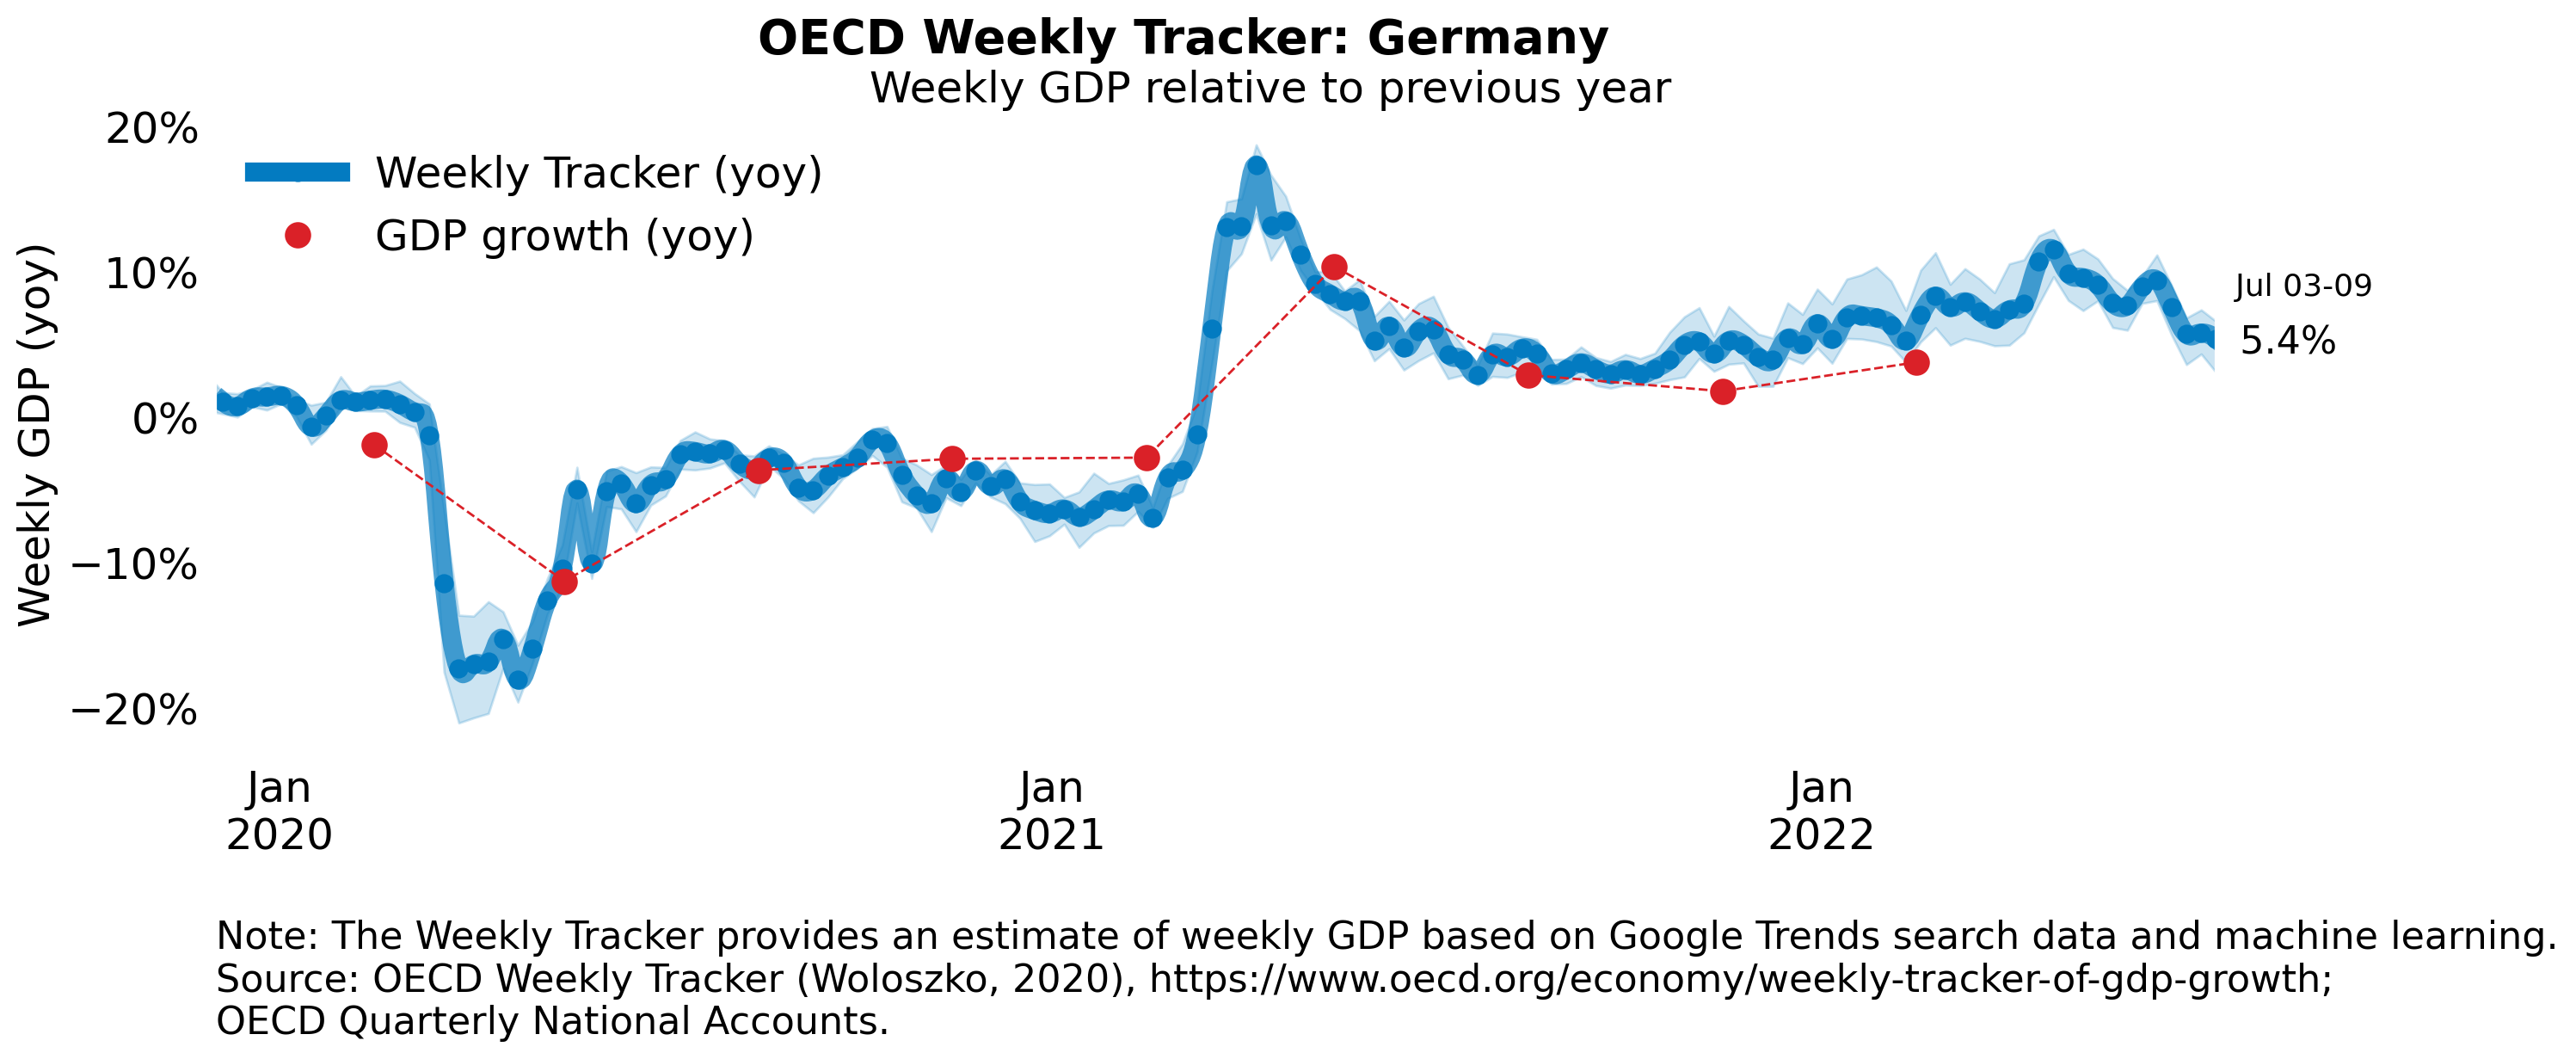 OECD Weekly Tracker: Germany
Weekly GDP relative to previous year
Weekly GDP (yoy)
20%
10%
0%
−10%
−20%
Weekly Tracker (yoy)
GDP growth (yoy)
Jul 03-09
5.4%
Jan
2020
Jan
2021
Jan
2022
Note: The Weekly Tracker provides an estimate of weekly GDP based on Google Trends search data and machine learning.
Source: OECD Weekly Tracker (Woloszko, 2020), https://www.oecd.org/economy/weekly-tracker-of-gdp-growth;
OECD Quarterly National Accounts.